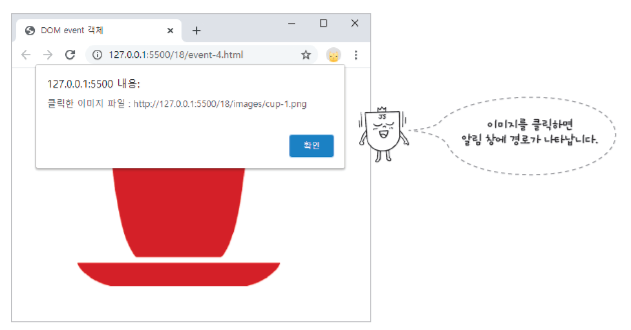 DOM event 객체
127.0.0.1:5500/18/event-4.html
127.0.0.1:5500 내용:
클릭한 이미지 파일 : http://127.0.0.1:5500/18/images/cup-1.png
확인
JS
이미지를 클릭하면
알림 창에 경로가 나타납니다.